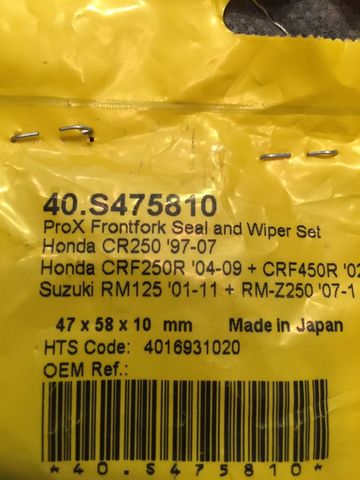 40.S475810
ProX Frontfork Seal and Wiper Set
Honda CR250 '97-07
Honda CRF250R '04-09 + CRF450R '02
Suzuki RM125 '01-11 + RM-Z250 '07-1
47 x 58 x 10 mm Made in Japan
HTS Code: 4016931020
OEM Ref.:
*40.S475810*